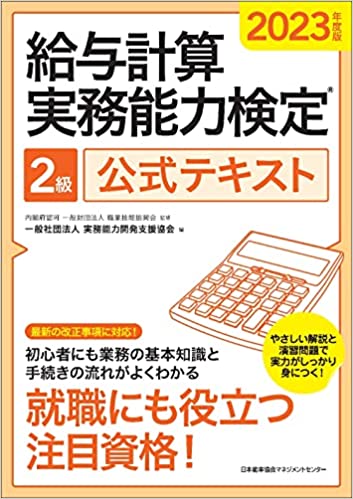 2023年度版
給与計算
実務能力検定®
2級 公式テキスト
内閣府認可 一般財団法人 職業技能振興会 監修
一般社団法人 実務能力開発支援協会 編
最新の改正事項に対応!
初心者にも業務の基本知識と
手続きの流れがよくわかる
就職にも役立つ
注目資格!
やさしい解説と
演習問題で
実力がしっかり
身につく!
日本能率協会マネジメントセンター